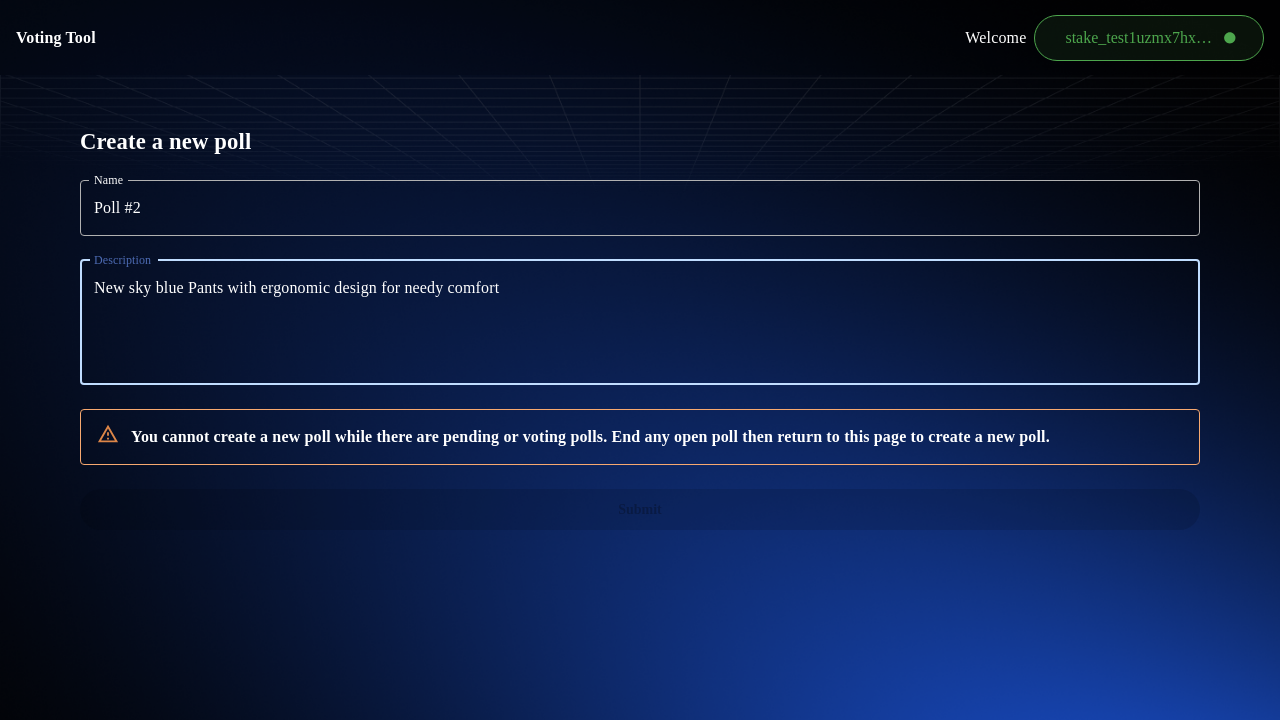 Voting Tool
Welcome
stake_test1uzmx7hx…
Create a new poll
Name
Poll #2
Description
New sky blue Pants with ergonomic design for needy comfort
You cannot create a new poll while there are pending or voting polls. End any open poll then return to this page to create a new poll.
Submit